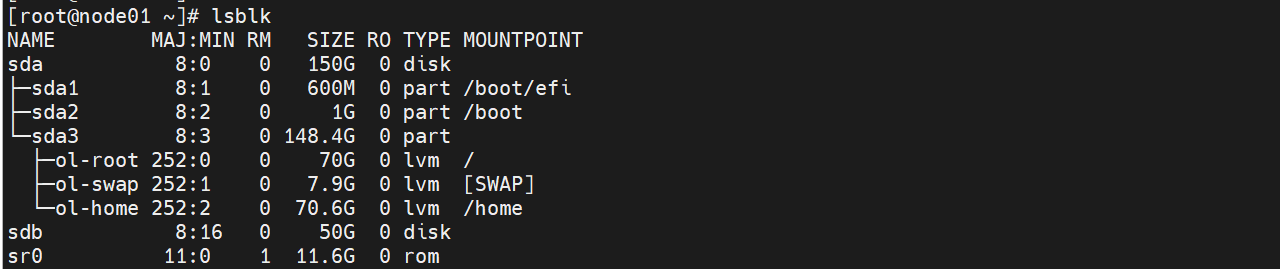 [root@node01 ~]# lsblk
NAME        MAJ:MIN RM   SIZE RO TYPE MOUNTPOINT
sda           8:0    0   150G  0 disk
├─sda1        8:1    0   600M  0 part /boot/efi
├─sda2        8:2    0     1G  0 part /boot
└─sda3        8:3    0 148.4G  0 part
  ├─ol-root 252:0    0    70G  0 lvm  /
  ├─ol-swap 252:1    0   7.9G  0 lvm  [SWAP]
  └─ol-home 252:2    0  70.6G  0 lvm  /home
sdb           8:16   0    50G  0 disk
sr0          11:0    1  11.6G  0 rom